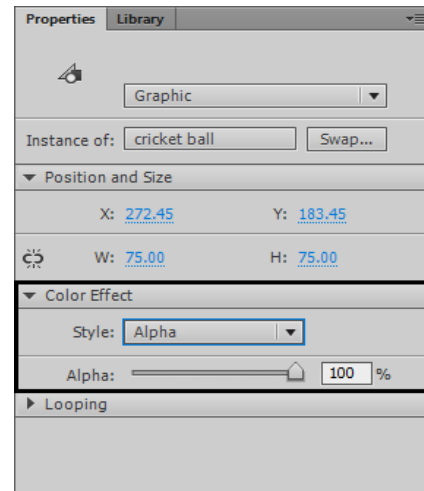 Properties Library
Graphic
Instance of: cricket ball Swap...
Position and Size
X: 272.45 Y: 183.45
W: 75.00 H: 75.00
Color Effect
Style: Alpha
Alpha: 100 %
Looping